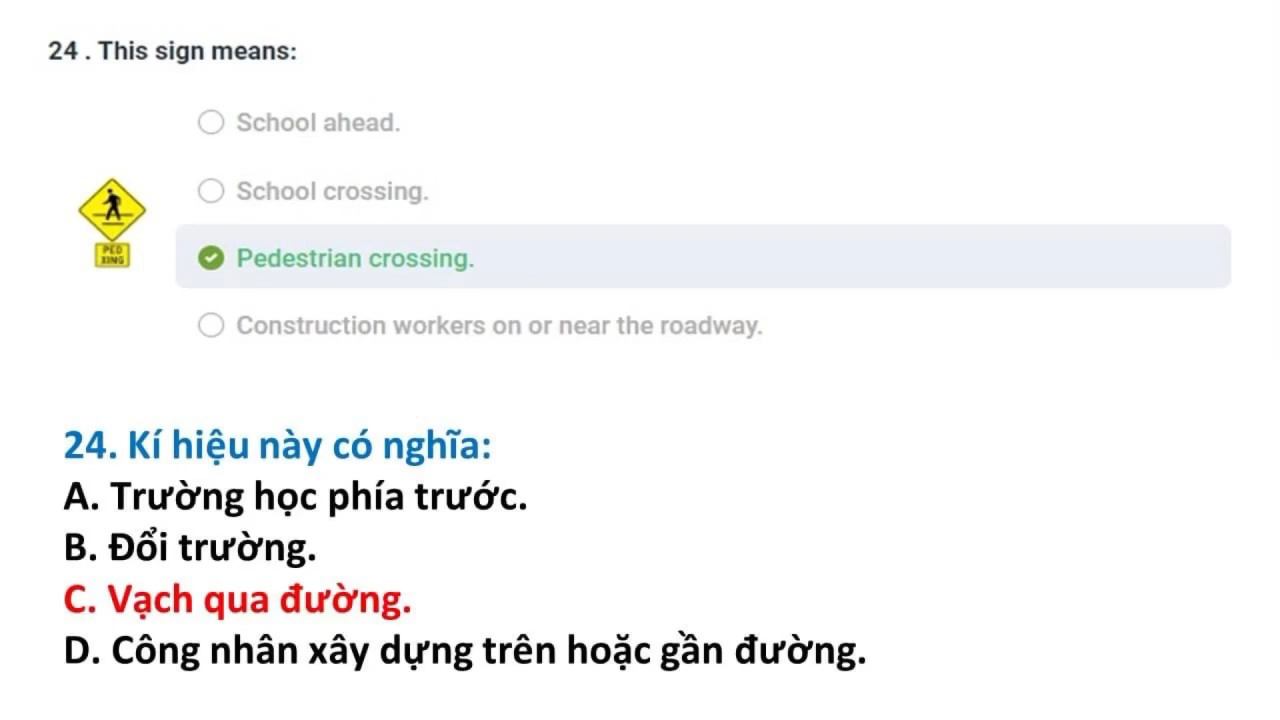 24 . This sign means:
School ahead.
School crossing.
PED
XING
Pedestrian crossing.
Construction workers on or near the roadway.
24. Kí hiệu này có nghĩa:
A. Trường học phía trước.
B. Đổi trường.
C. Vạch qua đường.
D. Công nhân xây dựng trên hoặc gần đường.